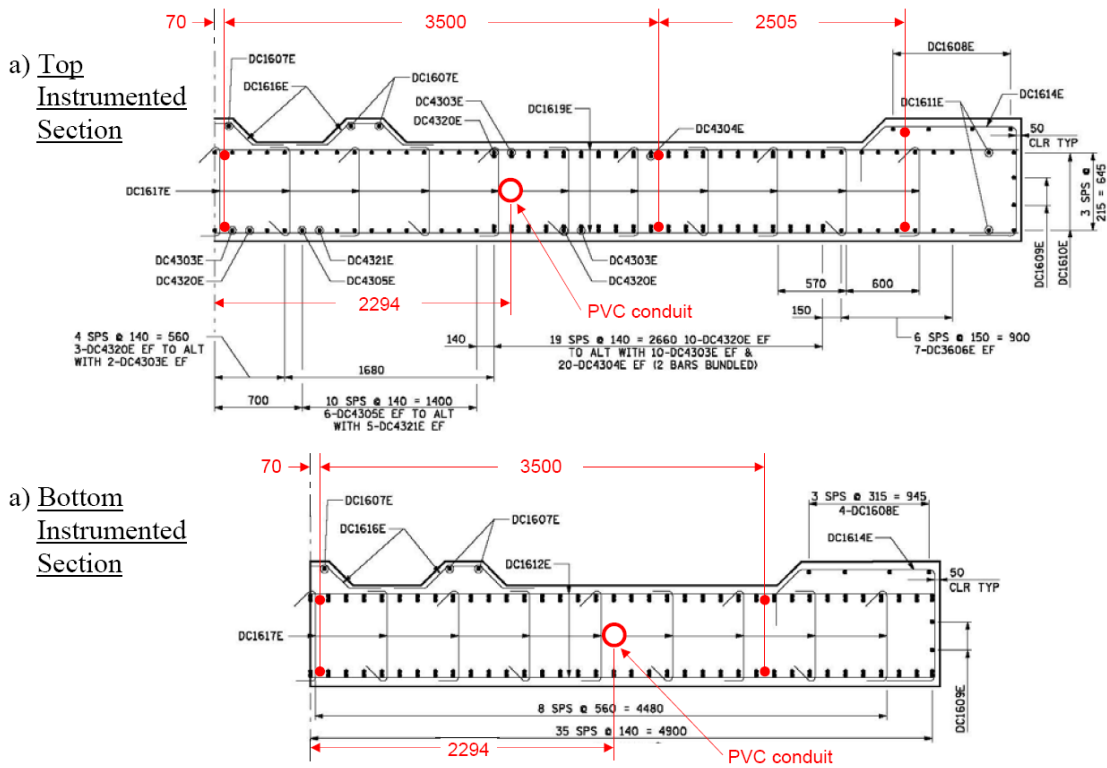 70
3500
2505
a) Top
Instrumented
Section
DC1607E
DC1616E
DC1607E
DC4303E
DC4320E
DC1619E
DC4304E
DC1608E
DC1611E
DC1614E
50
CLR TYP
3 SPS @
215 = 645
DC1617E
DC1609E
DC1610E
DC4303E
DC4320E
DC4321E
DC4305E
DC4303E
DC4320E
2294
PVC conduit
570
600
150
140
4 SPS @ 140 = 560
3-DC4320E EF TO ALT
WITH 2-DC4303E EF
19 SPS @ 140 = 2660 10-DC4320E EF
TO ALT WITH 10-DC4303E EF &
20-DC4304E EF (2 BARS BUNDLED)
6 SPS @ 150 = 900
7-DC3606E EF
1680
700
10 SPS @ 140 = 1400
6-DC4305E EF TO ALT
WITH 5-DC4321E EF
70
3500
a) Bottom
Instrumented
Section
DC1607E
DC1616E
DC1607E
DC1612E
3 SPS @ 315 = 945
4-DC1608E
DC1614E
50
CLR TYP
DC1617E
DC1609E
8 SPS @ 560 = 4480
35 SPS @ 140 = 4900
2294
PVC conduit